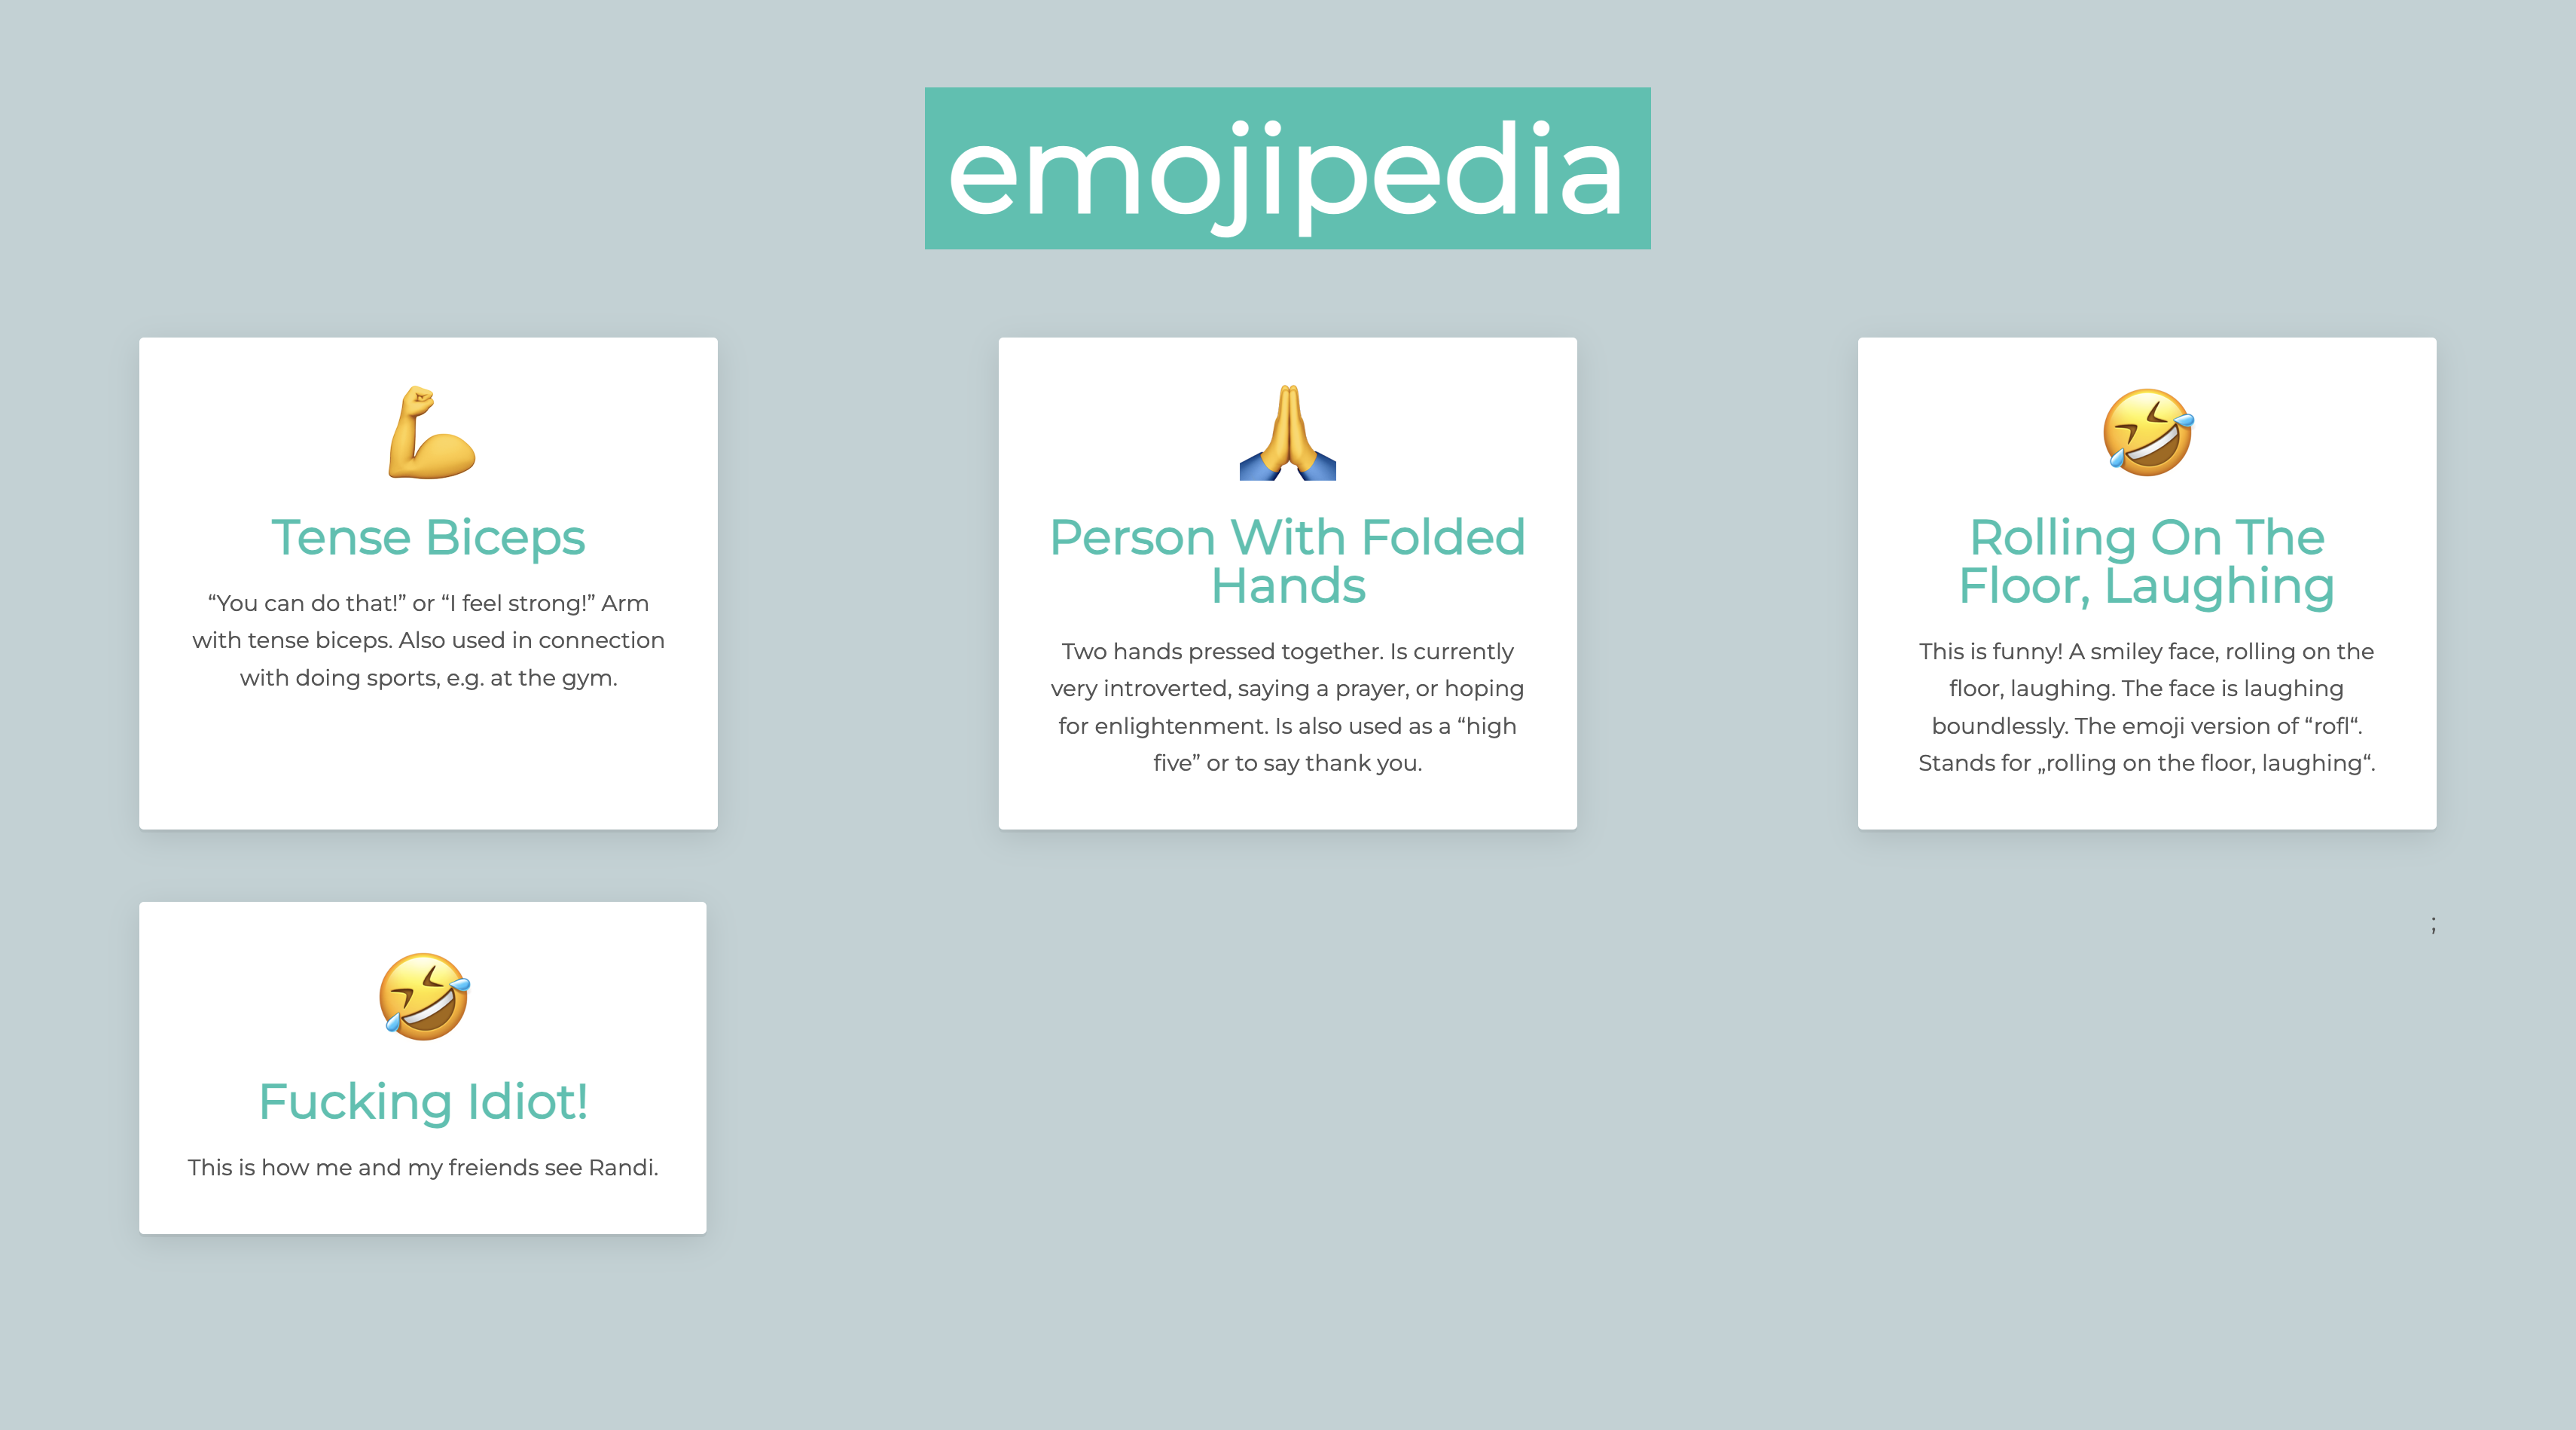 emojipedia
Tense Biceps
“You can do that!” or “I feel strong!” Arm
with tense biceps. Also used in connection
with doing sports, e.g. at the gym.
Person With Folded
Hands
Two hands pressed together. Is currently
very introverted, saying a prayer, or hoping
for enlightenment. Is also used as a “high
five” or to say thank you.
Rolling On The
Floor, Laughing
This is funny! A smiley face, rolling on the
floor, laughing. The face is laughing
boundlessly. The emoji version of “rofl“.
Stands for „rolling on the floor, laughing“.
Fucking Idiot!
This is how me and my freiends see Randi.
;